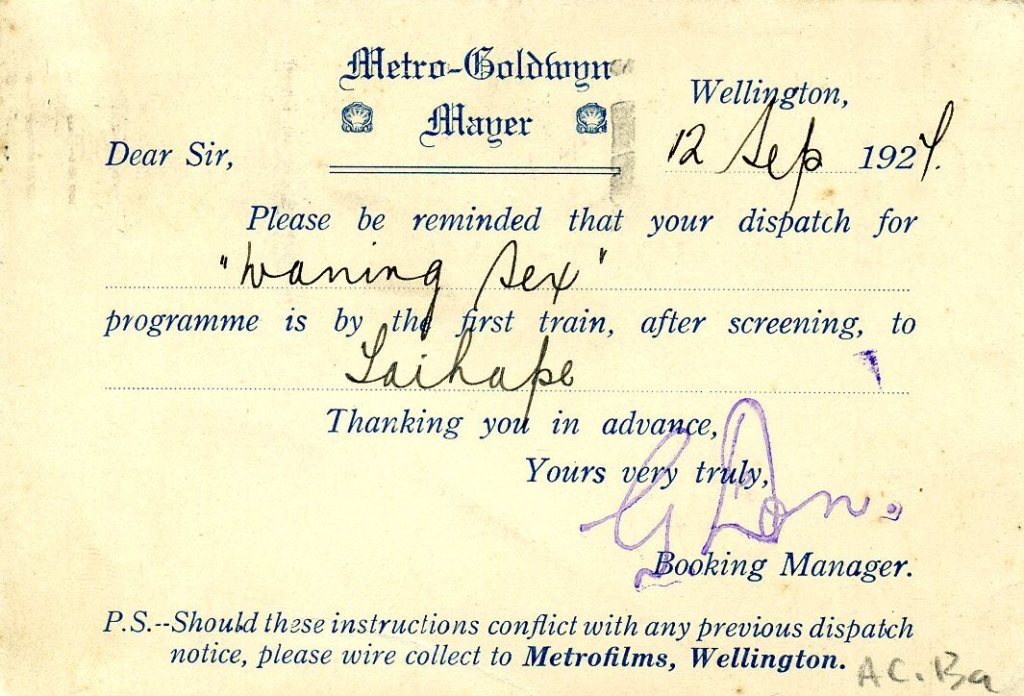 Metro-Goldwyn
Mayer
Wellington,
12 Sep 1927.
Dear Sir,
Please be reminded that your dispatch for
"Waning Sex"
programme is by the first train, after screening, to
Taihape
Thanking you in advance,
Yours very truly,
G Don.
Booking Manager.
P.S.--Should these instructions conflict with any previous dispatch
notice, please wire collect to Metrofilms, Wellington.